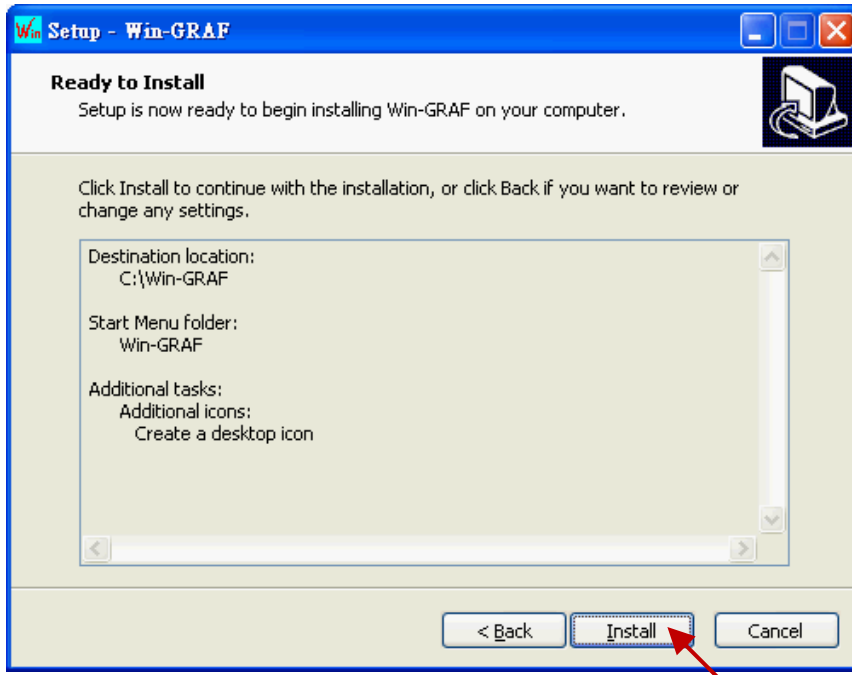 Win Setup - Win-GRAF
Ready to Install
Setup is now ready to begin installing Win-GRAF on your computer.
Click Install to continue with the installation, or click Back if you want to review or
change any settings.
Destination location:
C:\Win-GRAF
Start Menu folder:
Win-GRAF
Additional tasks:
Additional icons:
Create a desktop icon
< Back
Install
Cancel